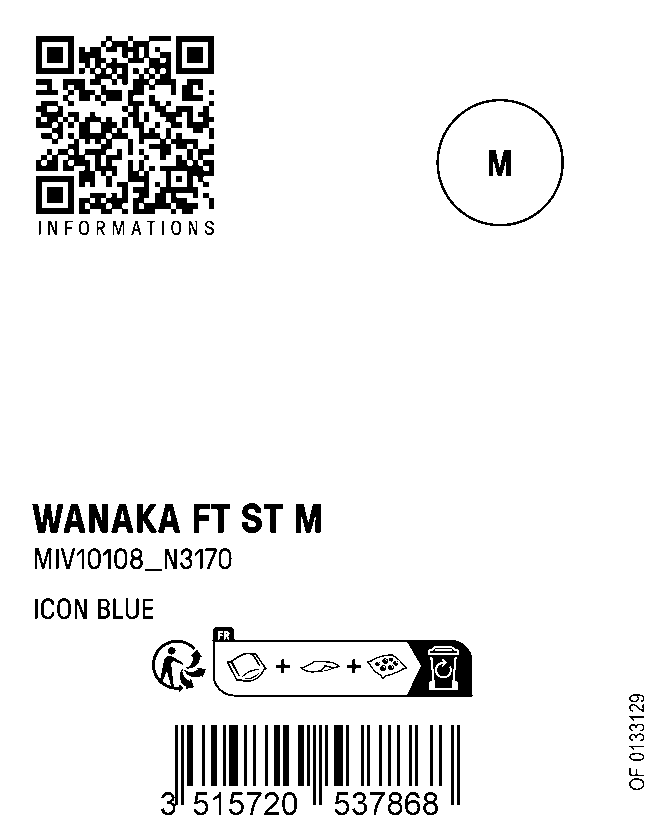 INFORMATIONS
M
WANAKA FT ST M
MIV10108_N3170
ICON BLUE
FR
3 515720 537868
OF 0133129